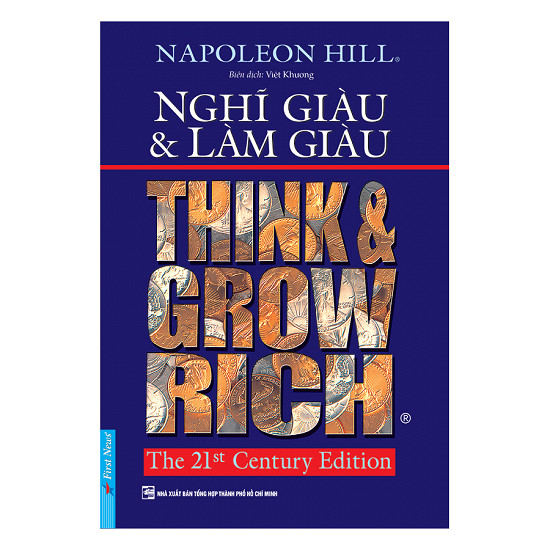 NAPOLEON HILL®
Biên dịch: Việt Khương
NGHĨ GIÀU
& LÀM GIÀU
THINK &
GROW
RICH®
The 21st Century Edition
First News
NHÀ XUẤT BẢN TỔNG HỢP THÀNH PHỐ HỒ CHÍ MINH